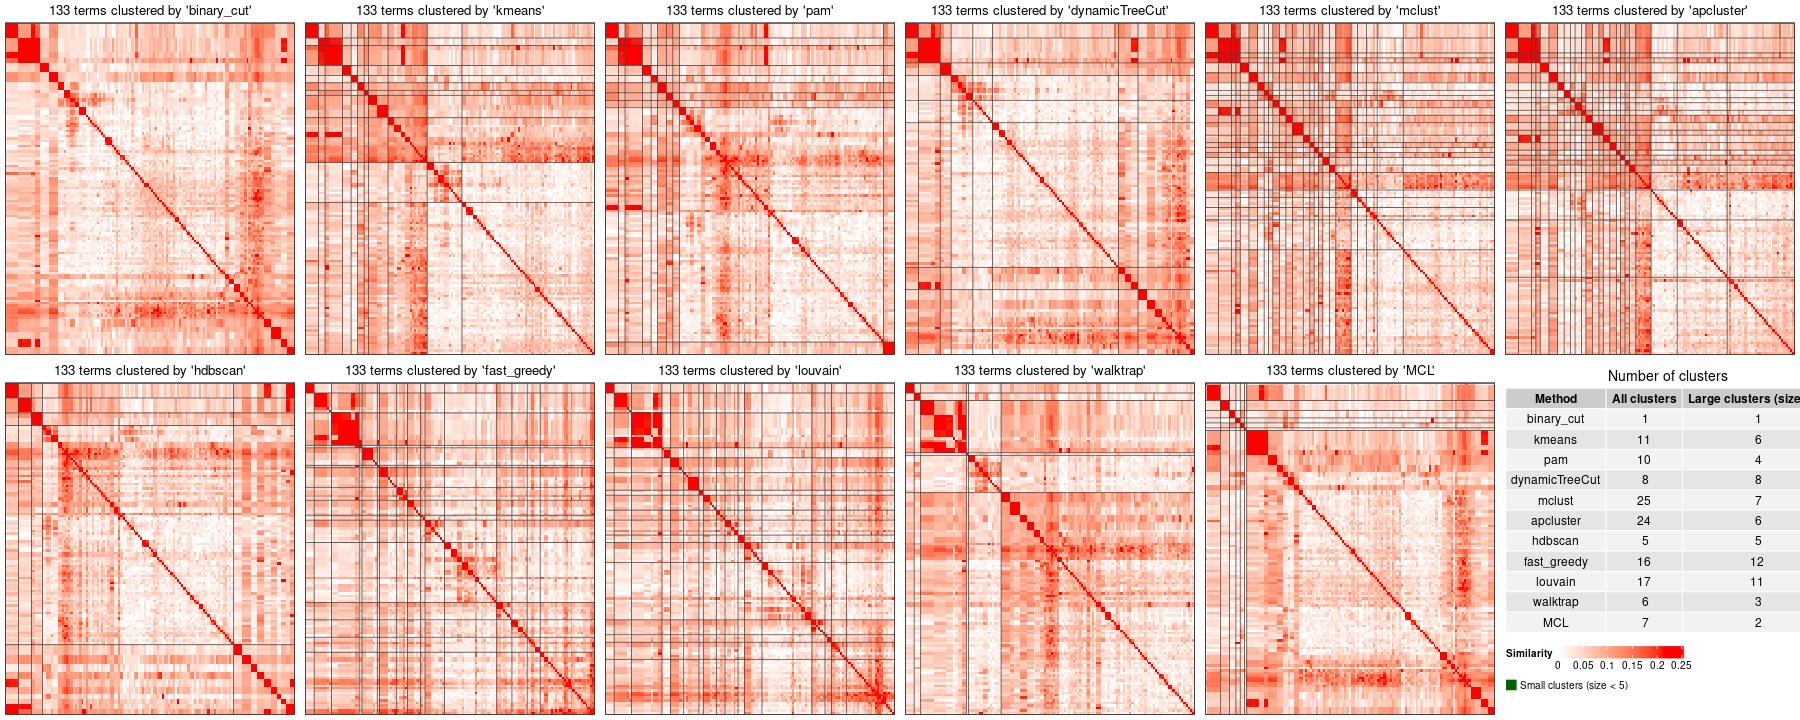 133 terms clustered by 'binary_cut'
133 terms clustered by 'kmeans'
133 terms clustered by 'pam'
133 terms clustered by 'dynamicTreeCut'
133 terms clustered by 'mclust'
133 terms clustered by 'apcluster'
133 terms clustered by 'hdbscan'
133 terms clustered by 'fast_greedy'
133 terms clustered by 'louvain'
133 terms clustered by 'walktrap'
133 terms clustered by 'MCL'
Number of clusters
Method All clusters Large clusters (size
binary_cut 1 1
kmeans 11 6
pam 10 4
dynamicTreeCut 8 8
mclust 25 7
apcluster 24 6
hdbscan 5 5
fast_greedy 16 12
louvain 17 11
walktrap 6 3
MCL 7 2
Similarity
0 0.05 0.1 0.15 0.2 0.25
Small clusters (size < 5)